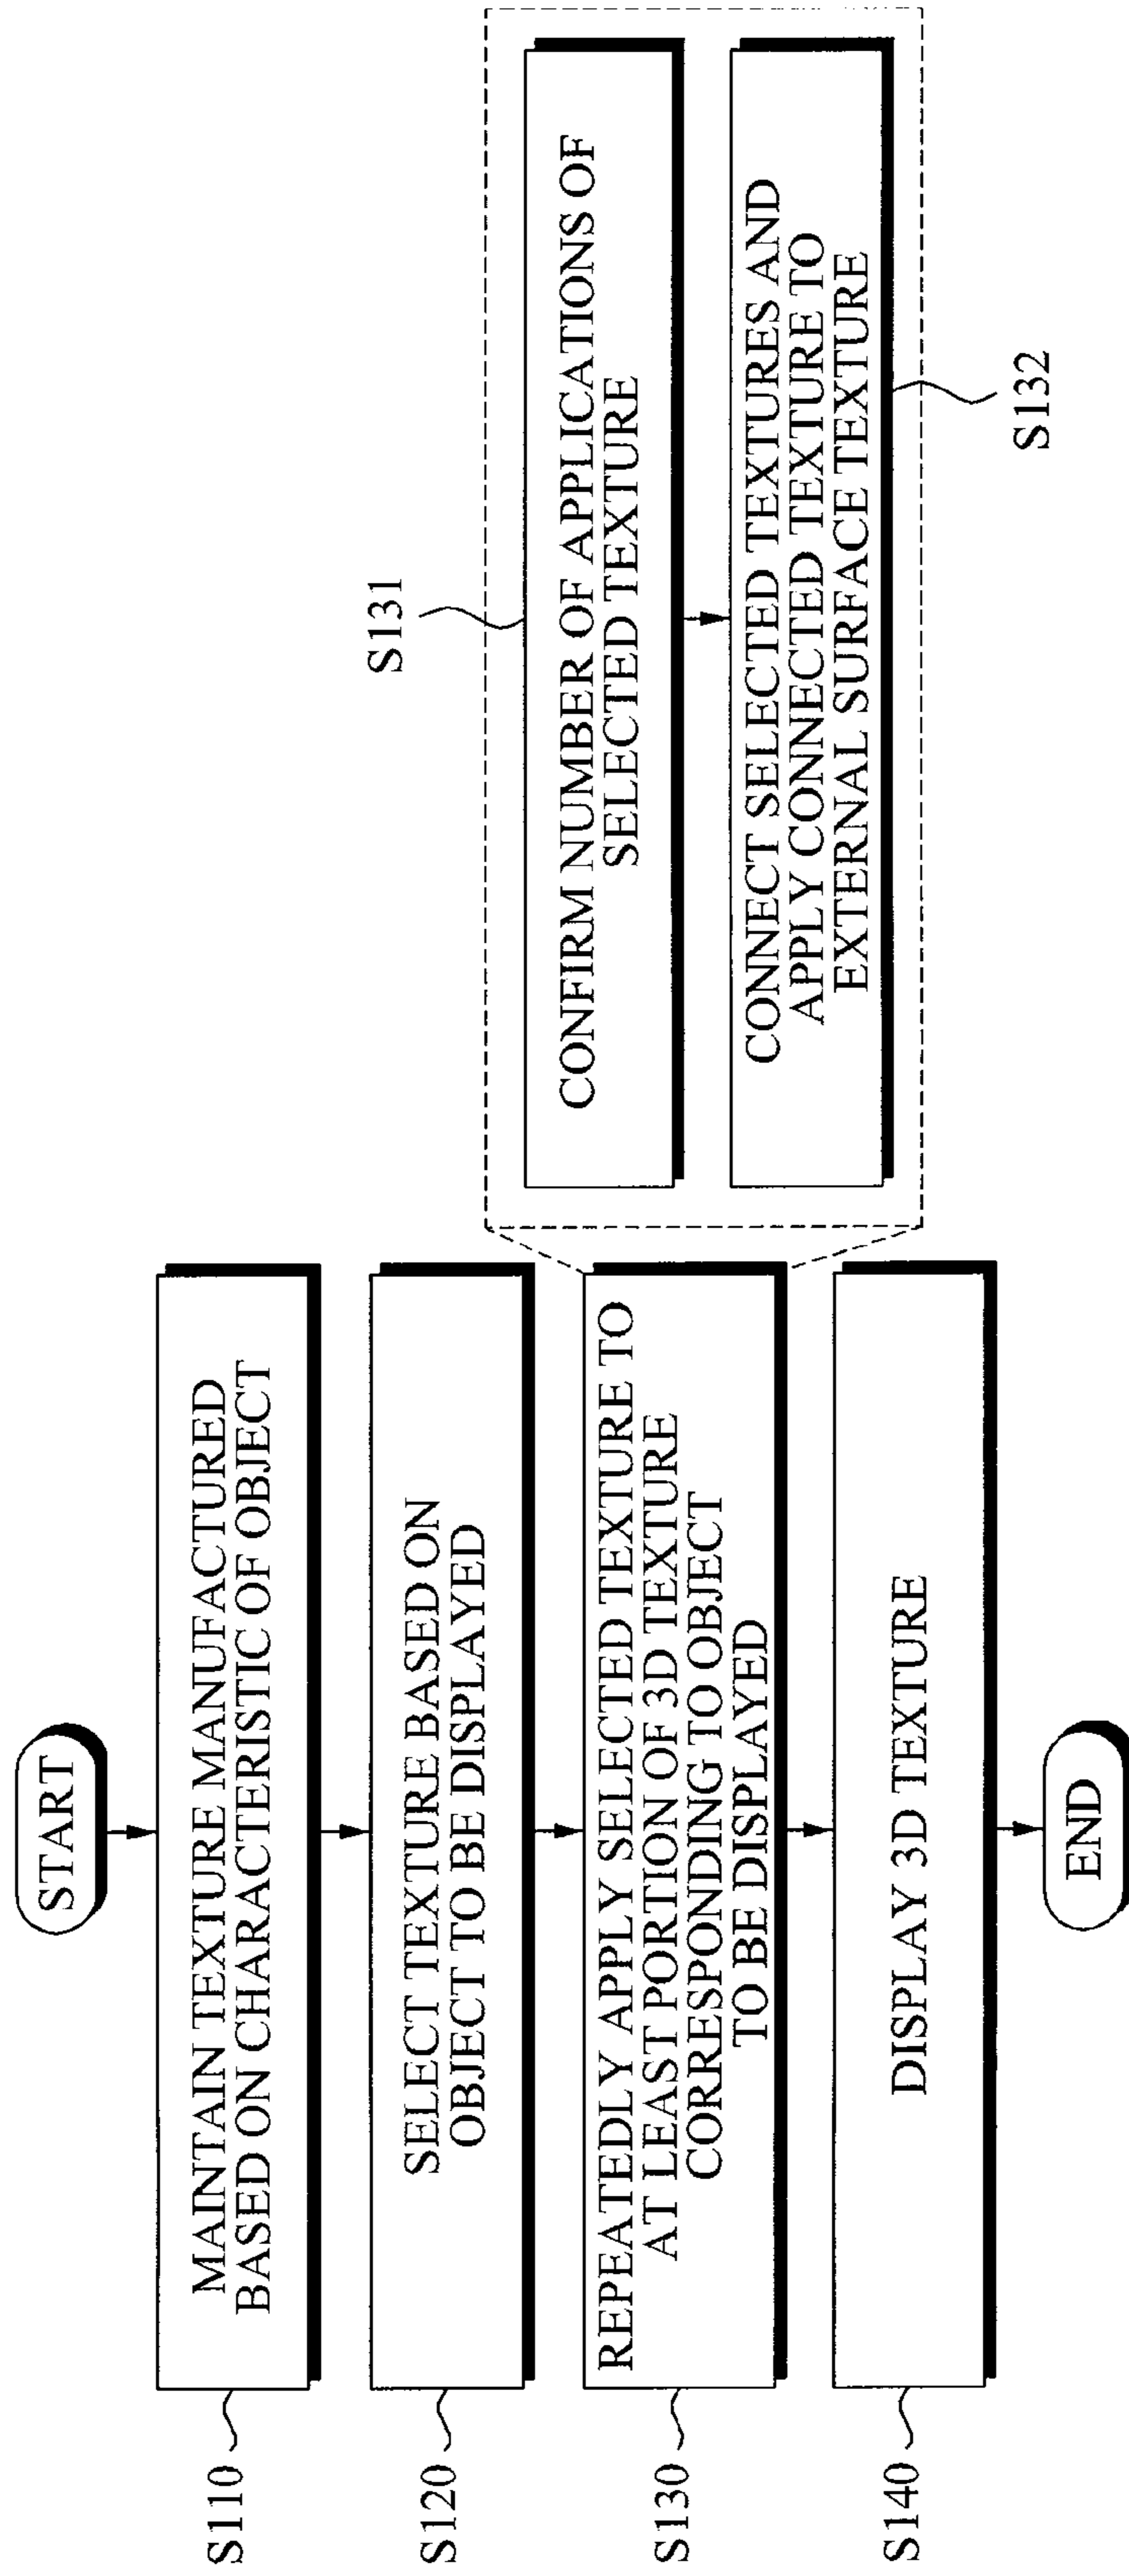 START
S110
MAINTAIN TEXTURE MANUFACTURED
BASED ON CHARACTERISTIC OF OBJECT
S120
SELECT TEXTURE BASED ON
OBJECT TO BE DISPLAYED
S130
REPEATEDLY APPLY SELECTED TEXTURE TO
AT LEAST PORTION OF 3D TEXTURE
CORRESPONDING TO OBJECT
TO BE DISPLAYED
S131
CONFIRM NUMBER OF APPLICATIONS OF
SELECTED TEXTURE
CONNECT SELECTED TEXTURES AND
APPLY CONNECTED TEXTURE TO
EXTERNAL SURFACE TEXTURE
S132
S140
DISPLAY 3D TEXTURE
END